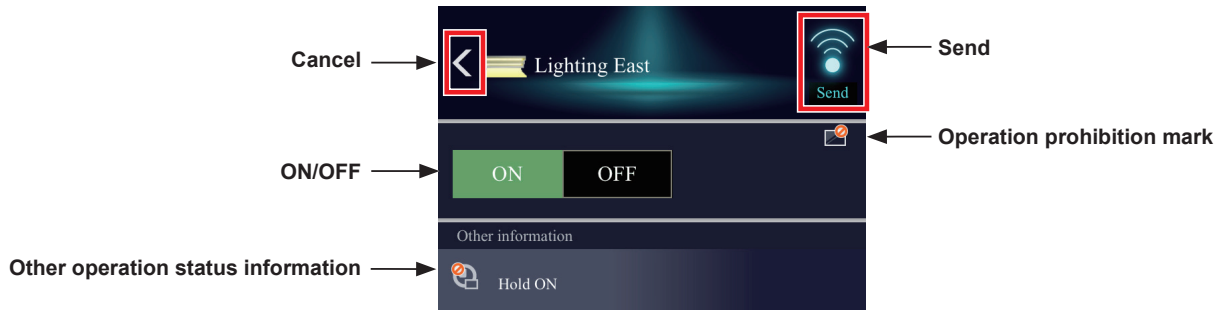 Cancel
Lighting East
Send
Send
Operation prohibition mark
ON/OFF
ON
OFF
Other information
Other operation status information
Hold ON